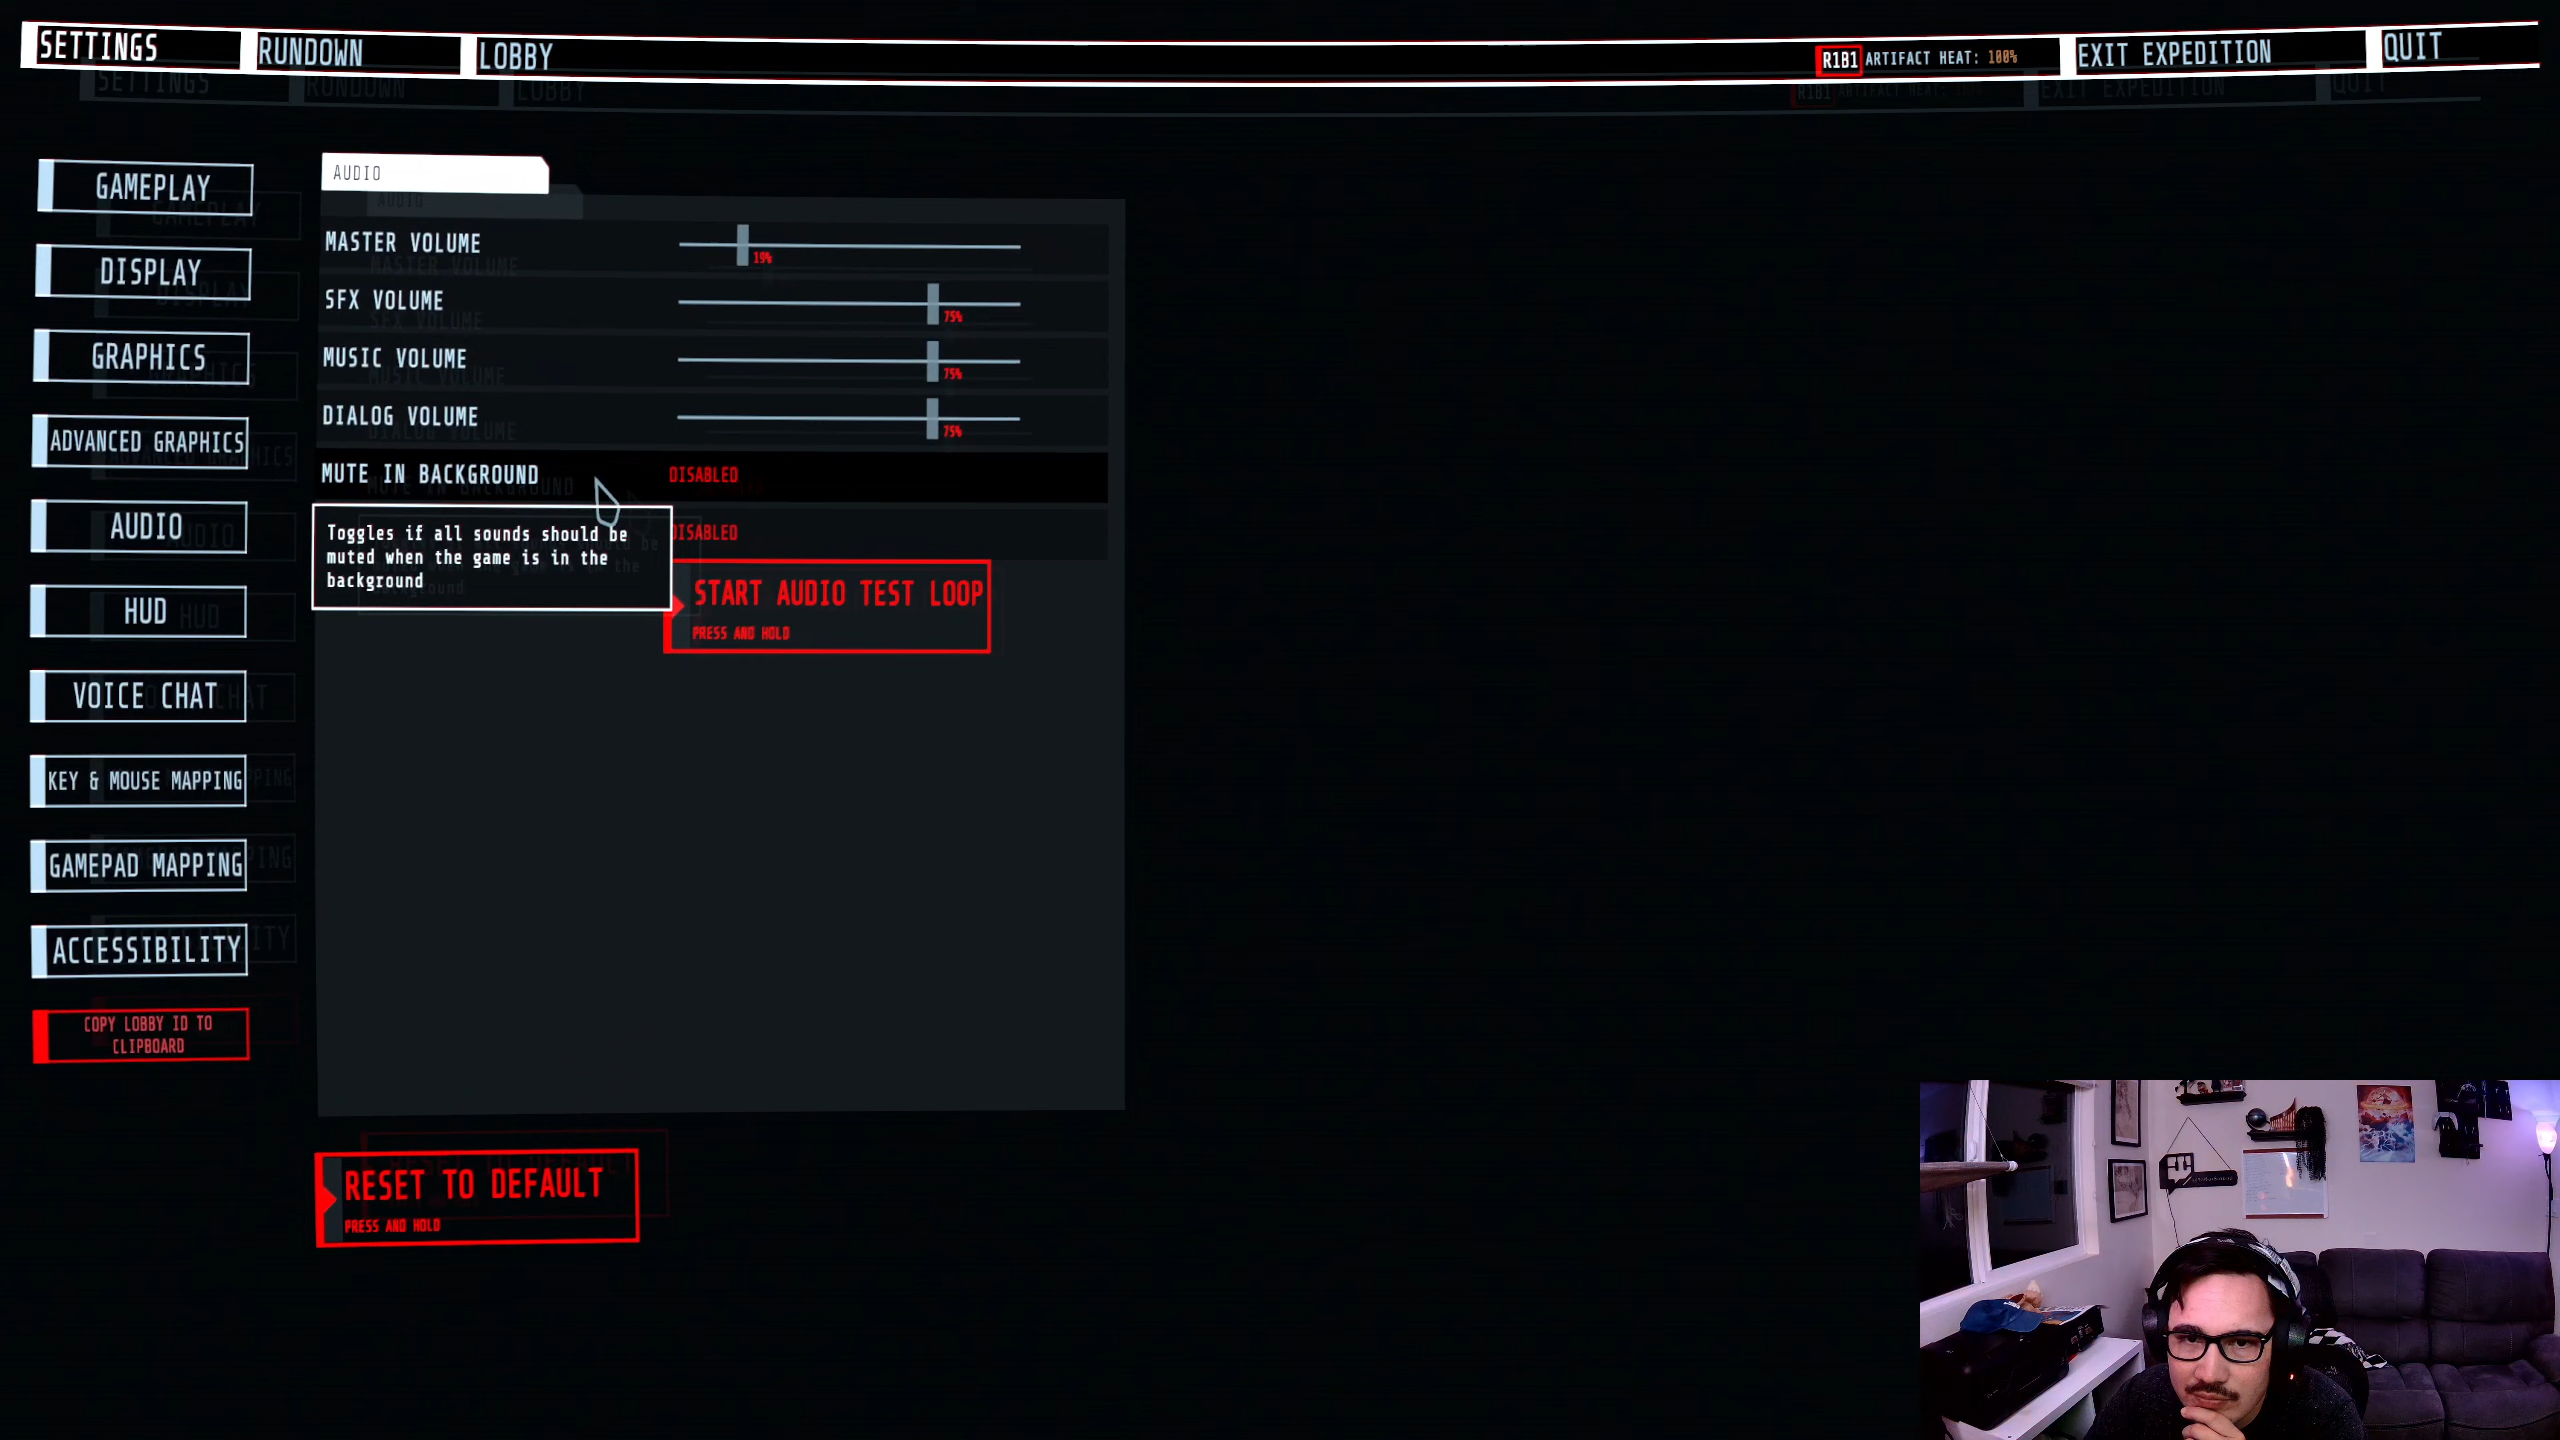 SETTINGS
RUNDOWN
LOBBY
R1B1 ARTIFACT HEAT: 100%
EXIT EXPEDITION
QUIT
GAMEPLAY
DISPLAY
GRAPHICS
ADVANCED GRAPHICS
AUDIO
HUD
VOICE CHAT
KEY & MOUSE MAPPING
GAMEPAD MAPPING
ACCESSIBILITY
COPY LOBBY ID TO
CLIPBOARD
AUDIO
MASTER VOLUME
19%
SFX VOLUME
75%
MUSIC VOLUME
75%
DIALOG VOLUME
75%
MUTE IN BACKGROUND
DISABLED
Toggles if all sounds should be
muted when the game is in the
background
DISABLED
START AUDIO TEST LOOP
PRESS AND HOLD
RESET TO DEFAULT
PRESS AND HOLD